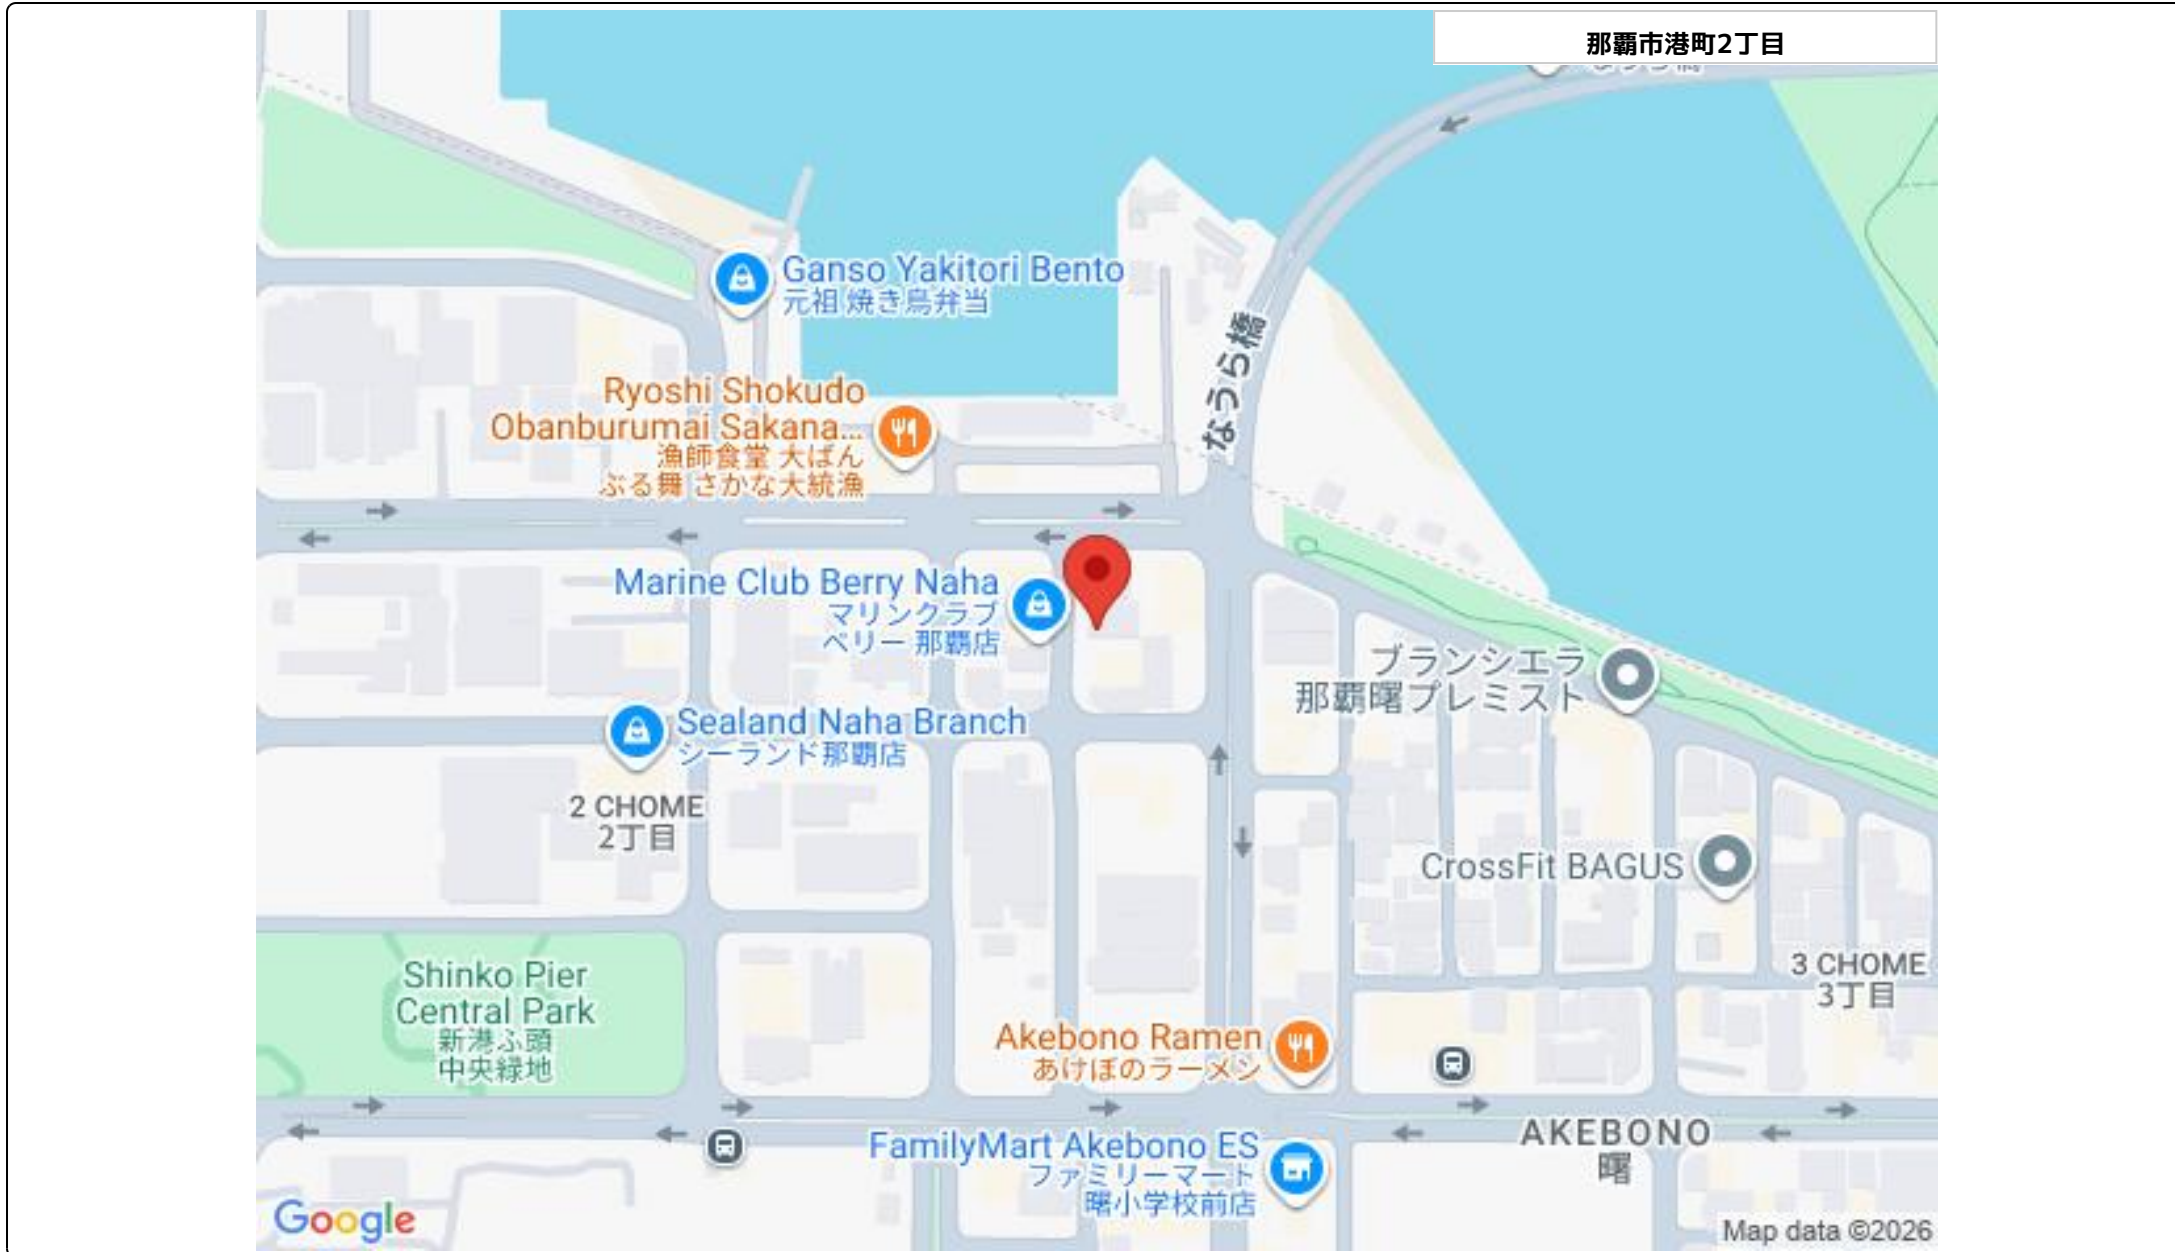 那覇市港町2丁目
Ganso Yakitori Bento
元祖 焼き鳥弁当
なうら橋
Ryoshi Shokudo
Obanburumai Sakana...
漁師食堂 大ばん
ぶる舞 さかな大統漁
Marine Club Berry Naha
マリンクラブ
ベリー 那覇店
ブランシエラ
那覇曙プレミスト
Sealand Naha Branch
シーランド那覇店
2 CHOME
2丁目
CrossFit BAGUS
Shinko Pier
Central Park
新港ふ頭
中央緑地
3 CHOME
3丁目
Akebono Ramen
あけぼのラーメン
FamilyMart Akebono ES
ファミリーマート
曙小学校前店
AKEBONO
曙
Google
Map data ©2026